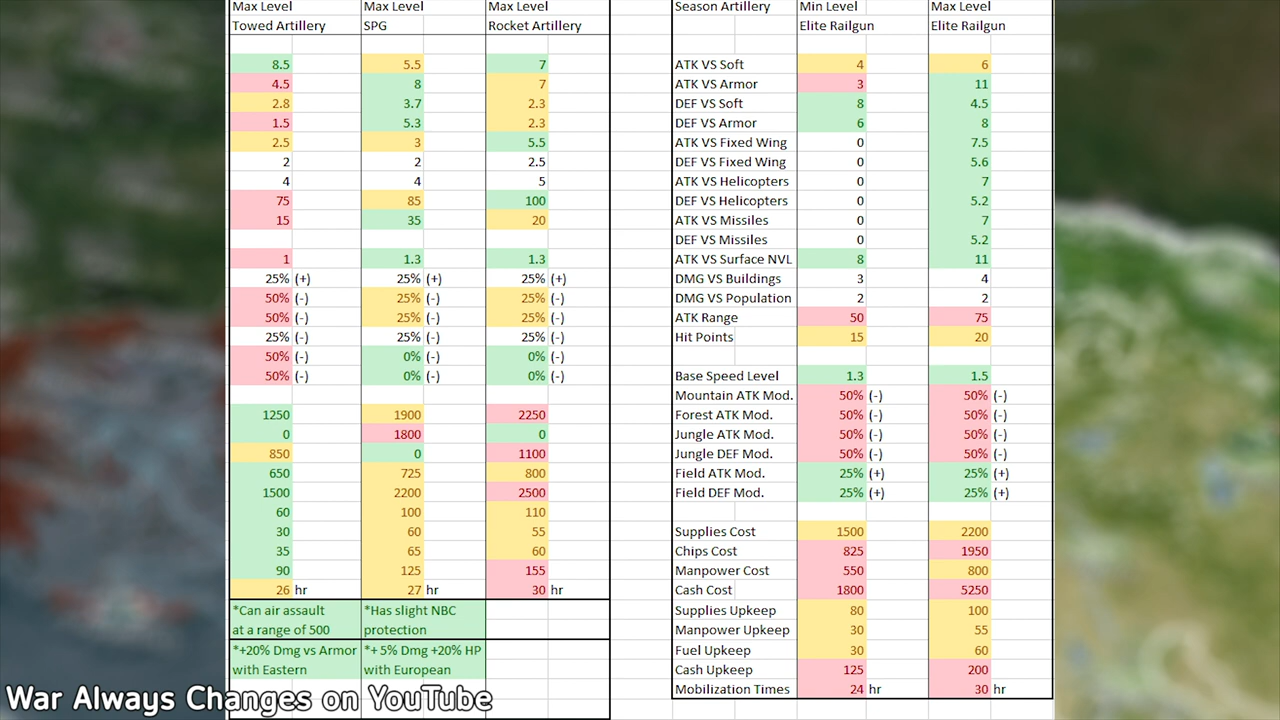 Max Level Max Level Max Level Season Artillery Min Level Max Level
Towed Artillery SPG Rocket Artillery Elite Railgun Elite Railgun
8.5 5.5 7 ATK VS Soft 4 6
4.5 8 7 ATK VS Armor 3 11
2.8 3.7 2.3 DEF VS Soft 8 4.5
1.5 5.3 2.3 DEF VS Armor 6 8
2.5 3 5.5 ATK VS Fixed Wing 0 7.5
2 2 2.5 DEF VS Fixed Wing 0 5.6
4 4 5 ATK VS Helicopters 0 7
75 85 100 DEF VS Helicopters 0 5.2
15 35 20 ATK VS Missiles 0 7
DEF VS Missiles 0 5.2
1 1.3 1.3 ATK VS Surface NVL 8 11
25% (+) 25% (+) 25% (+) DMG VS Buildings 3 4
50% (-) 25% (-) 25% (-) DMG VS Population 2 2
50% (-) 25% (-) 25% (-) ATK Range 50 75
25% (-) 25% (-) 25% (-) Hit Points 15 20
50% (-) 0% (-) 0% (-)
50% (-) 0% (-) 0% (-) Base Speed Level 1.3 1.5
Mountain ATK Mod. 50% (-) 50% (-)
1250 1900 2250 Forest ATK Mod. 50% (-) 50% (-)
0 1800 0 Jungle ATK Mod. 50% (-) 50% (-)
850 0 1100 Jungle DEF Mod. 50% (-) 50% (-)
650 725 800 Field ATK Mod. 25% (+) 25% (+)
1500 2200 2500 Field DEF Mod. 25% (+) 25% (+)
60 100 110
30 60 55 Supplies Cost 1500 2200
35 65 60 Chips Cost 825 1950
90 125 155 Manpower Cost 550 800
26 hr 27 hr 30 hr Cash Cost 1800 5250
*Can air assault *Has slight NBC Supplies Upkeep 80 100
at a range of 500 protection Manpower Upkeep 30 55
*+20% Dmg vs Armor *+ 5% Dmg +20% HP Fuel Upkeep 30 60
with Eastern with European Cash Upkeep 125 200
Mobilization Times 24 hr 30 hr
War Always Changes on YouTube